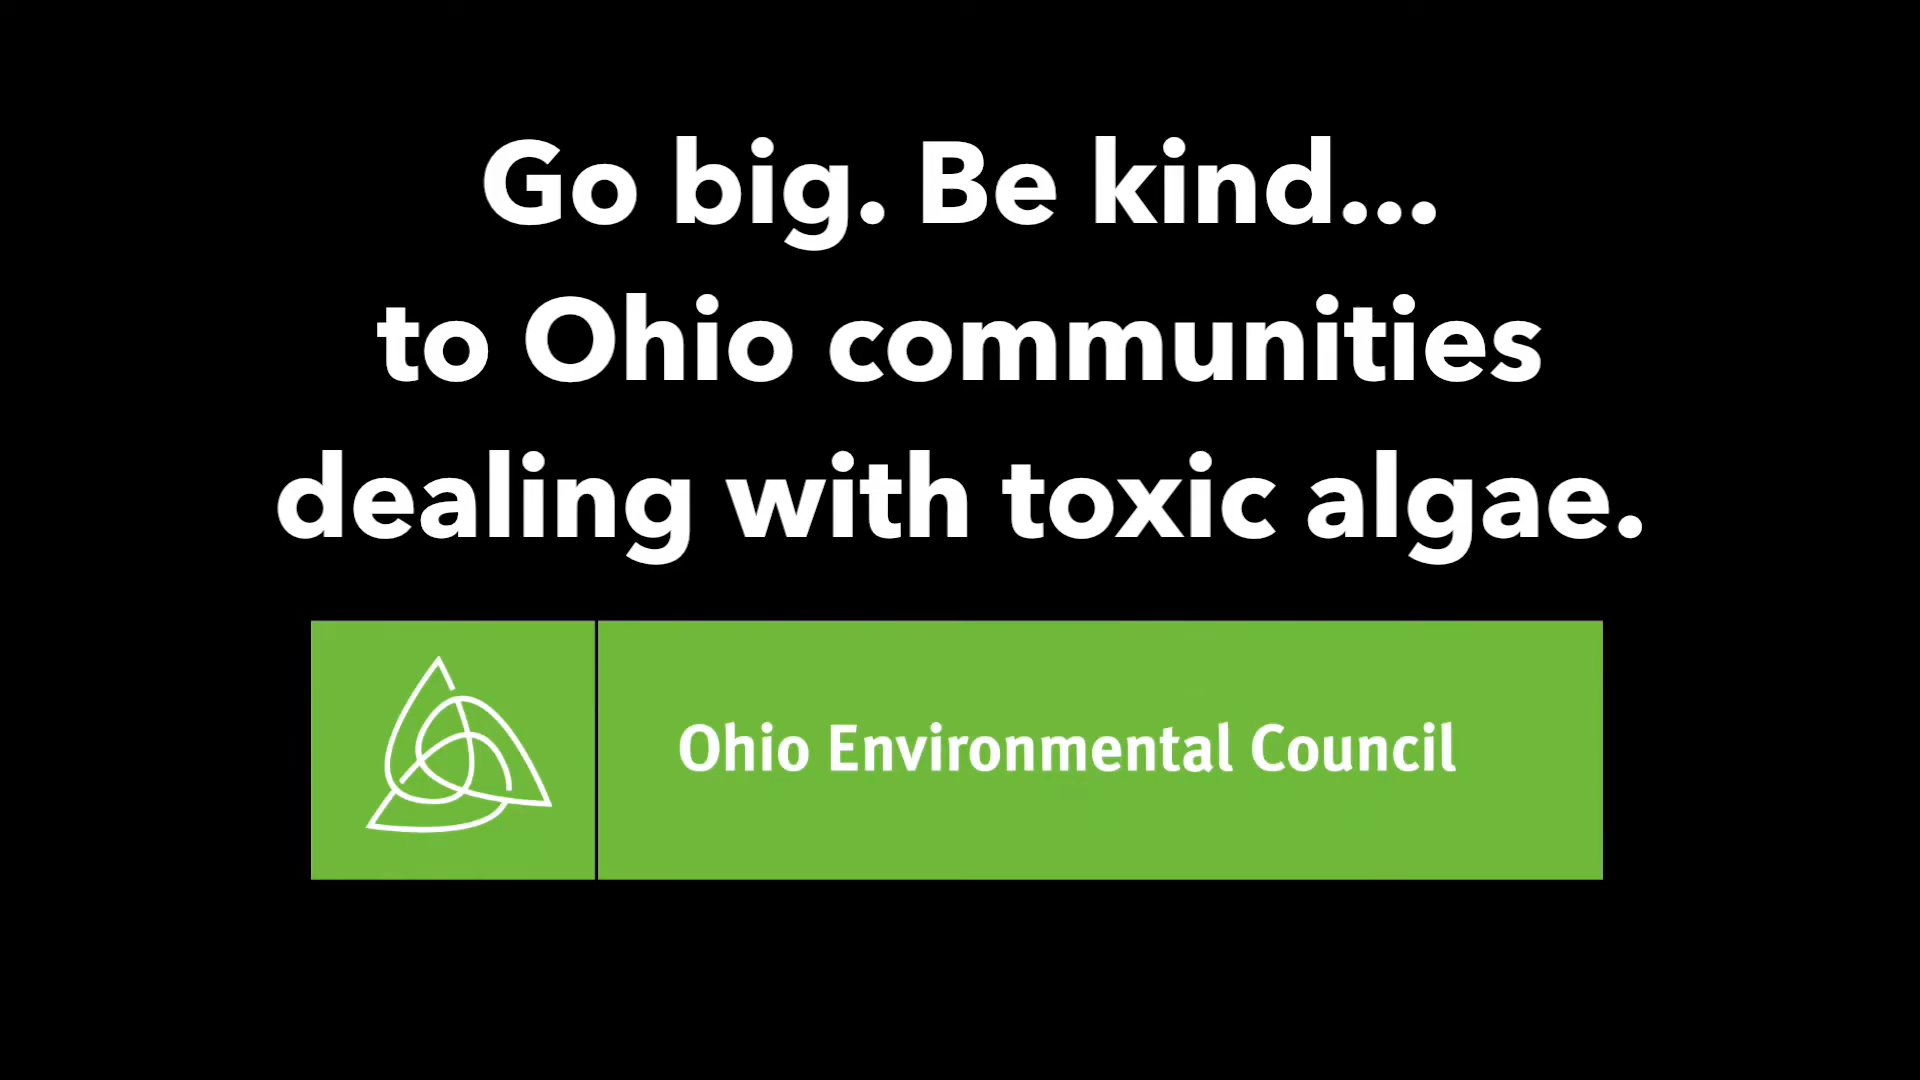 Go big. Be kind...
to Ohio communities
dealing with toxic algae.
Ohio Environmental Council